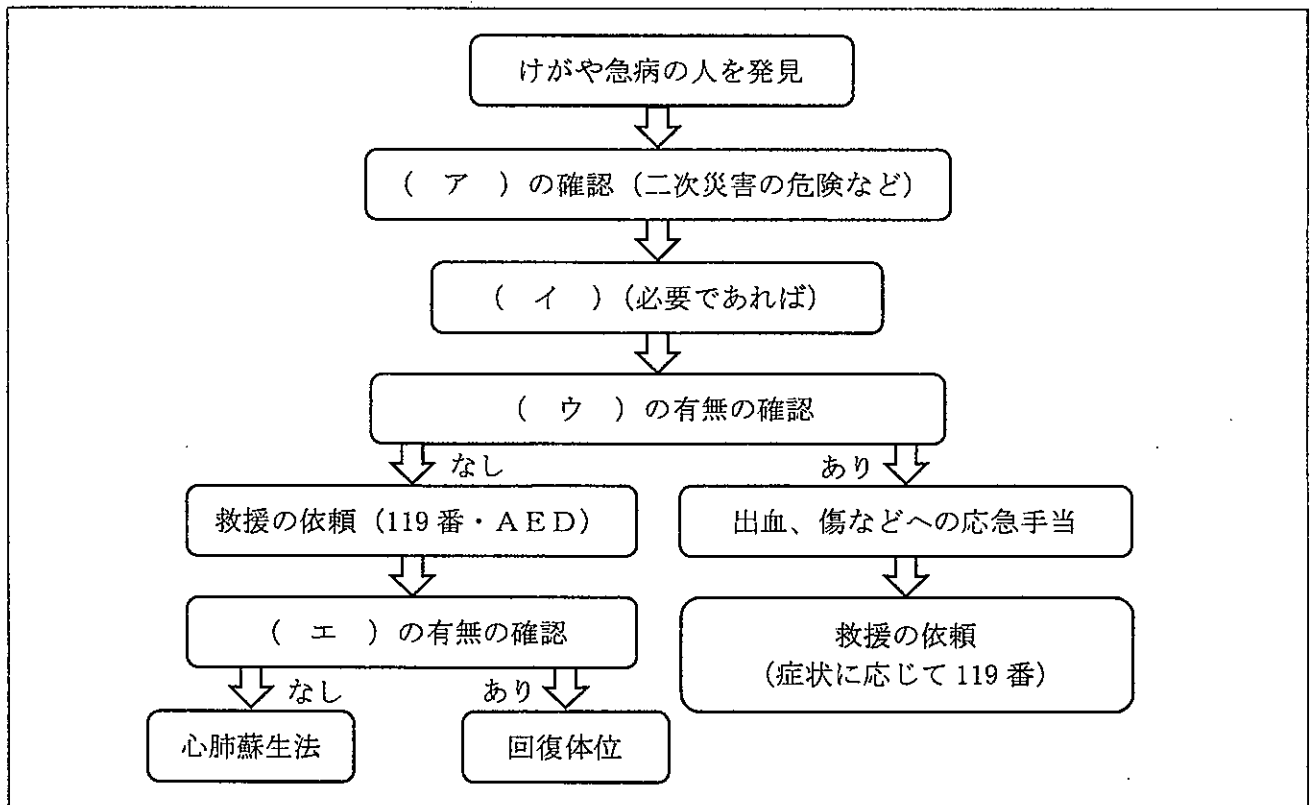 けがや急病の人を発見
( ア )の確認(二次災害の危険など)
( イ )(必要であれば)
( ウ )の有無の確認
なし
あり
救援の依頼(119番・AED)
出血、傷などへの応急手当
( エ )の有無の確認
救援の依頼
(症状に応じて119番)
なし
あり
心肺蘇生法
回復体位